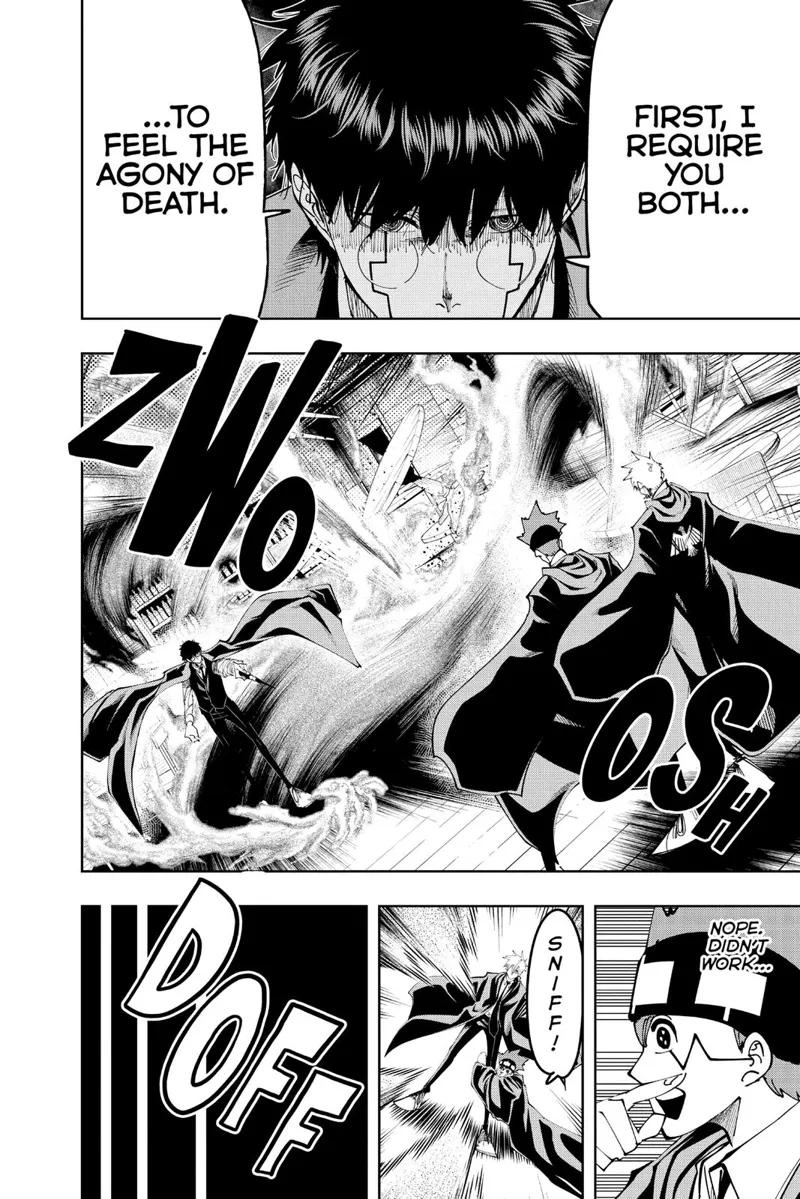 FIRST, I
REQUIRE
YOU
BOTH...
...TO
FEEL THE
AGONY OF
DEATH.
ZWO
OSH
NOPE.
DIDN'T
WORK...
SNIFF!
DOFF